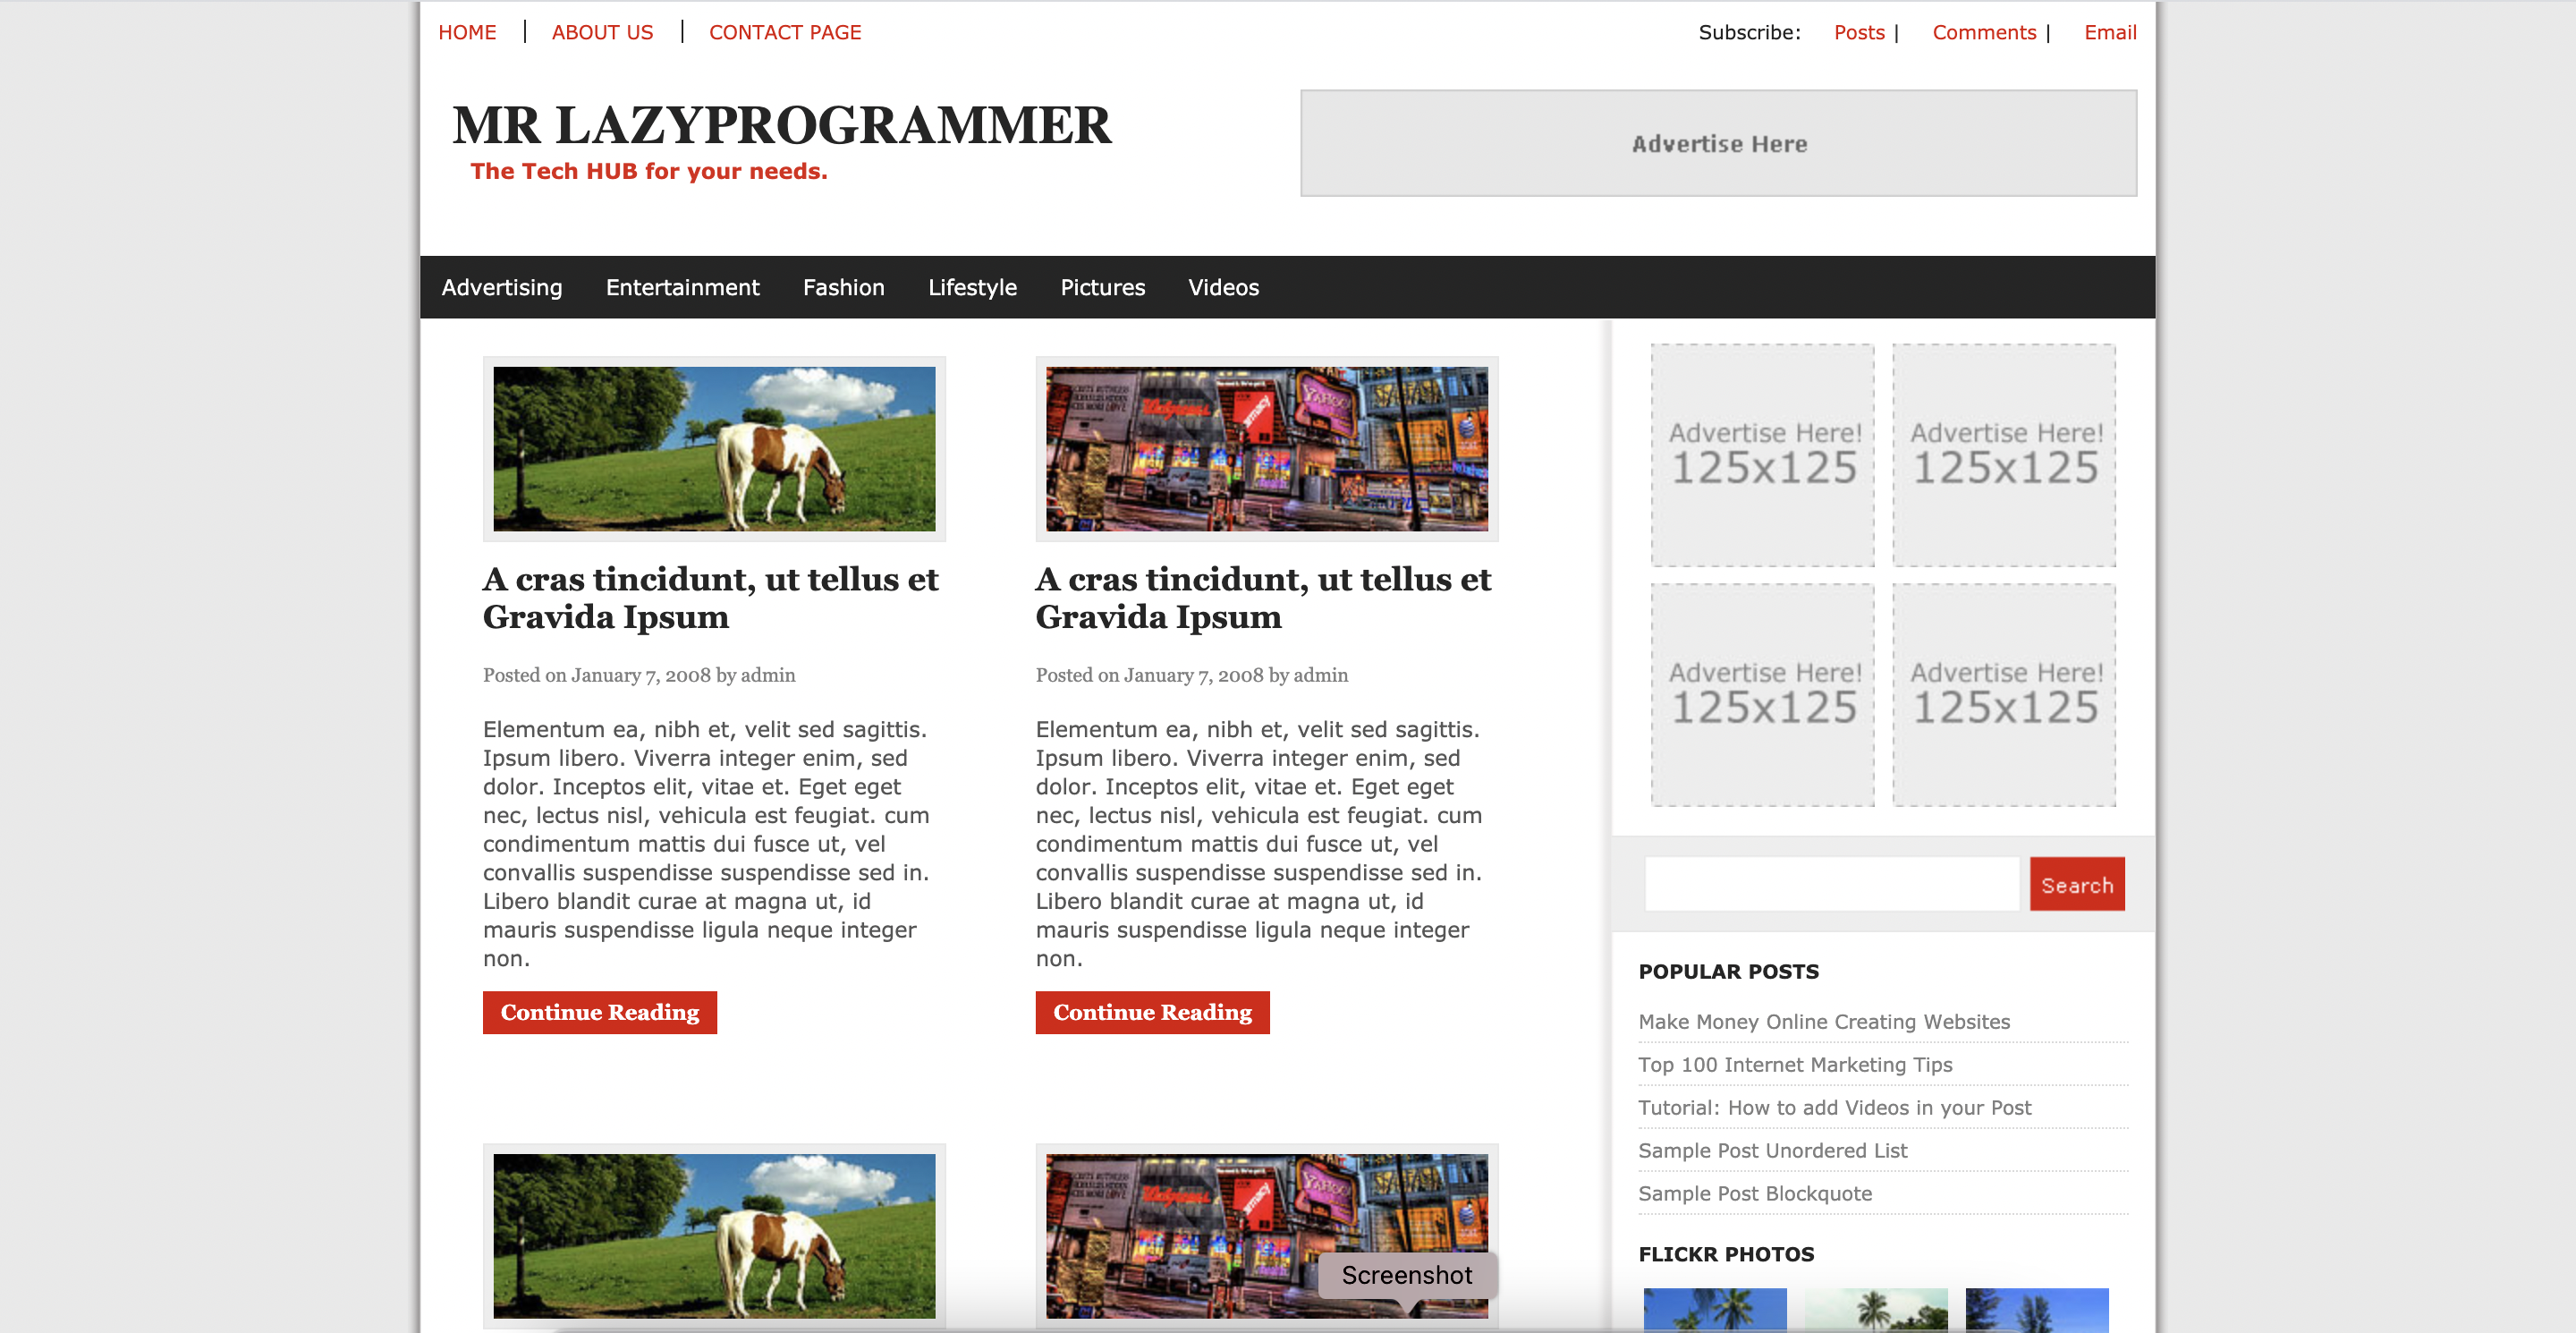 HOME | ABOUT US | CONTACT PAGE
Subscribe: Posts | Comments | Email
MR LAZYPROGRAMMER
The Tech HUB for your needs.
Advertise Here
Advertising Entertainment Fashion Lifestyle Pictures Videos
Walgreens
YAHOO!
A cras tincidunt, ut tellus et
Gravida Ipsum
Posted on January 7, 2008 by admin
Elementum ea, nibh et, velit sed sagittis.
Ipsum libero. Viverra integer enim, sed
dolor. Inceptos elit, vitae et. Eget eget
nec, lectus nisl, vehicula est feugiat. cum
condimentum mattis dui fusce ut, vel
convallis suspendisse suspendisse sed in.
Libero blandit curae at magna ut, id
mauris suspendisse ligula neque integer
non.
Continue Reading
A cras tincidunt, ut tellus et
Gravida Ipsum
Posted on January 7, 2008 by admin
Elementum ea, nibh et, velit sed sagittis.
Ipsum libero. Viverra integer enim, sed
dolor. Inceptos elit, vitae et. Eget eget
nec, lectus nisl, vehicula est feugiat. cum
condimentum mattis dui fusce ut, vel
convallis suspendisse suspendisse sed in.
Libero blandit curae at magna ut, id
mauris suspendisse ligula neque integer
non.
Continue Reading
Walgreens
YAHOO!
Screenshot
Advertise Here!
125x125
Advertise Here!
125x125
Advertise Here!
125x125
Advertise Here!
125x125
Search
POPULAR POSTS
Make Money Online Creating Websites
Top 100 Internet Marketing Tips
Tutorial: How to add Videos in your Post
Sample Post Unordered List
Sample Post Blockquote
FLICKR PHOTOS